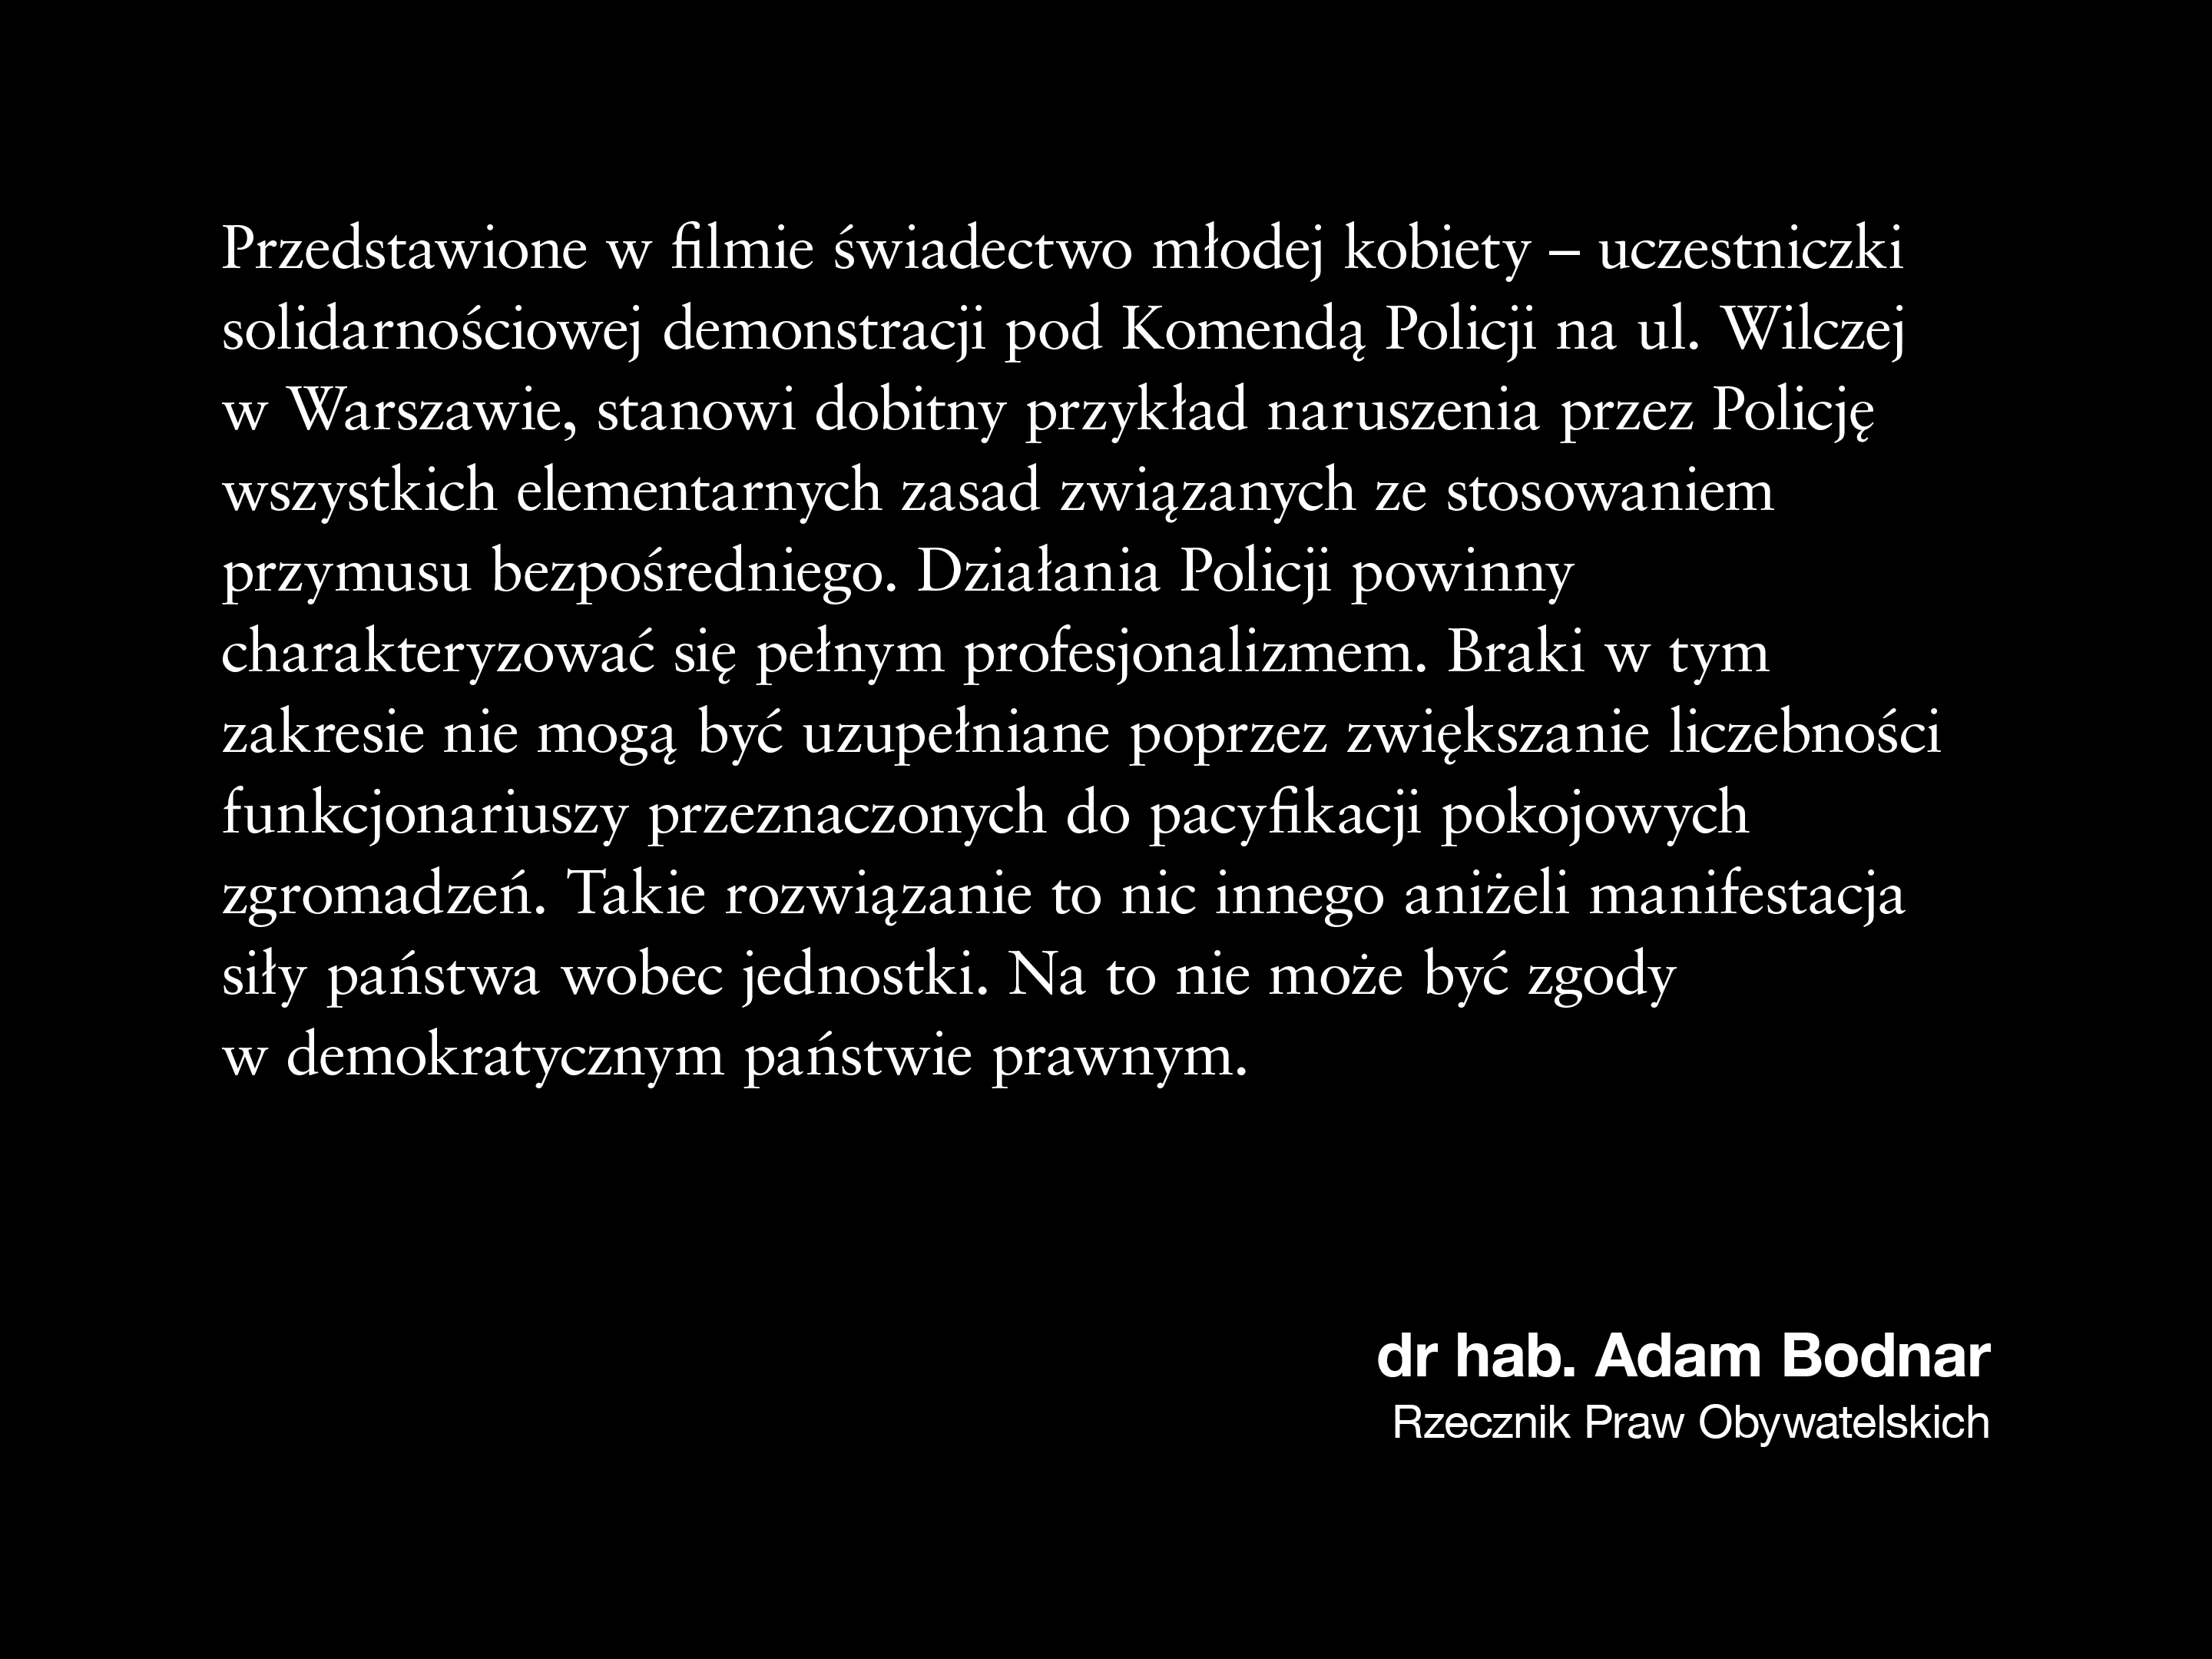 Przedstawione w filmie świadectwo młodej kobiety – uczestniczki
solidarnościowej demonstracji pod Komendą Policji na ul. Wilczej
w Warszawie, stanowi dobitny przykład naruszenia przez Policję
wszystkich elementarnych zasad związanych ze stosowaniem
przymusu bezpośredniego. Działania Policji powinny
charakteryzować się pełnym profesjonalizmem. Braki w tym
zakresie nie mogą być uzupełniane poprzez zwiększanie liczebności
funkcjonariuszy przeznaczonych do pacyfikacji pokojowych
zgromadzeń. Takie rozwiązanie to nic innego aniżeli manifestacja
siły państwa wobec jednostki. Na to nie może być zgody
w demokratycznym państwie prawnym.
dr hab. Adam Bodnar
Rzecznik Praw Obywatelskich